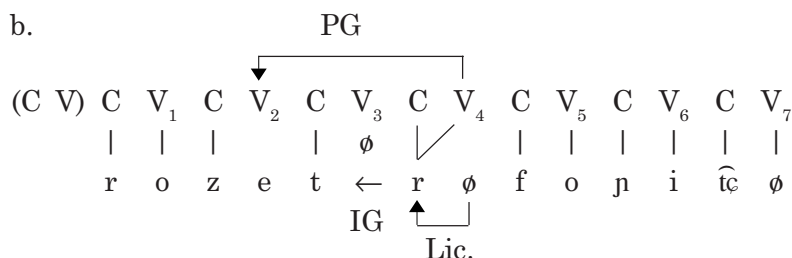 b. PG
(C V) C V₁ C V₂ C V₃ C V₄ C V₅ C V₆ C V₇
ø
r o z e t ← r ø f o ɲ i t͡ɕ ø
IG
Lic.